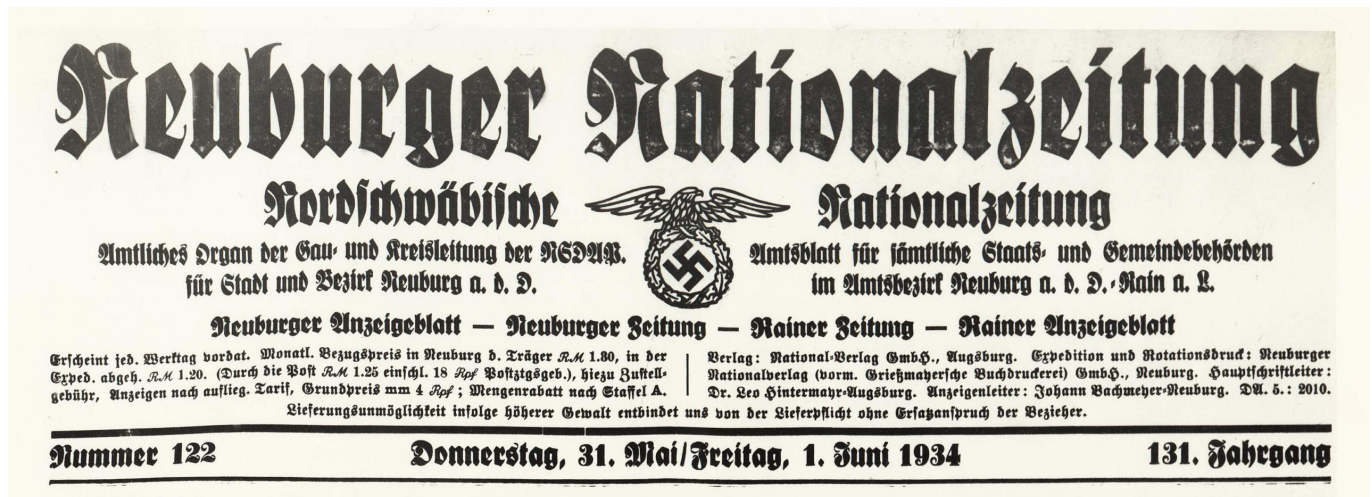 Neuburger Nationalzeitung
Nordschwäbische Nationalzeitung
Amtliches Organ der Gau- und Kreisleitung der NSDAP.
für Stadt und Bezirk Neuburg a. d. D.
Amtsblatt für sämtliche Staats- und Gemeindebehörden
im Amtsbezirk Neuburg a. d. D.-Rain a. L.
Neuburger Anzeigeblatt — Neuburger Zeitung — Rainer Zeitung — Rainer Anzeigeblatt
Erscheint jed. Werktag vordat. Monatl. Bezugspreis in Neuburg d. Träger RM 1.30, in der
Exped. abgeh. RM 1.20. (Durch die Post RM 1.25 einschl. 18 Rpf Postztgsgeb.), hiezu Zustell-
gebühr, Anzeigen nach auflieg. Tarif, Grundpreis mm 4 Rpf; Mengenrabatt nach Staffel A.
Verlag: National-Verlag GmbH., Augsburg. Expedition und Rotationsdruck: Neuburger
Nationalverlag (vorm. Grießmayersche Buchdruckerei) GmbH., Neuburg. Hauptschriftleiter:
Dr. Leo Hintermayr-Augsburg. Anzeigenleiter: Johann Bachmeyer-Neuburg. DA. 5.: 2010.
Lieferungsunmöglichkeit infolge höherer Gewalt entbindet uns von der Lieferpflicht ohne Ersatzanspruch der Bezieher.
Nummer 122 Donnerstag, 31. Mai/Freitag, 1. Juni 1934 131. Jahrgang